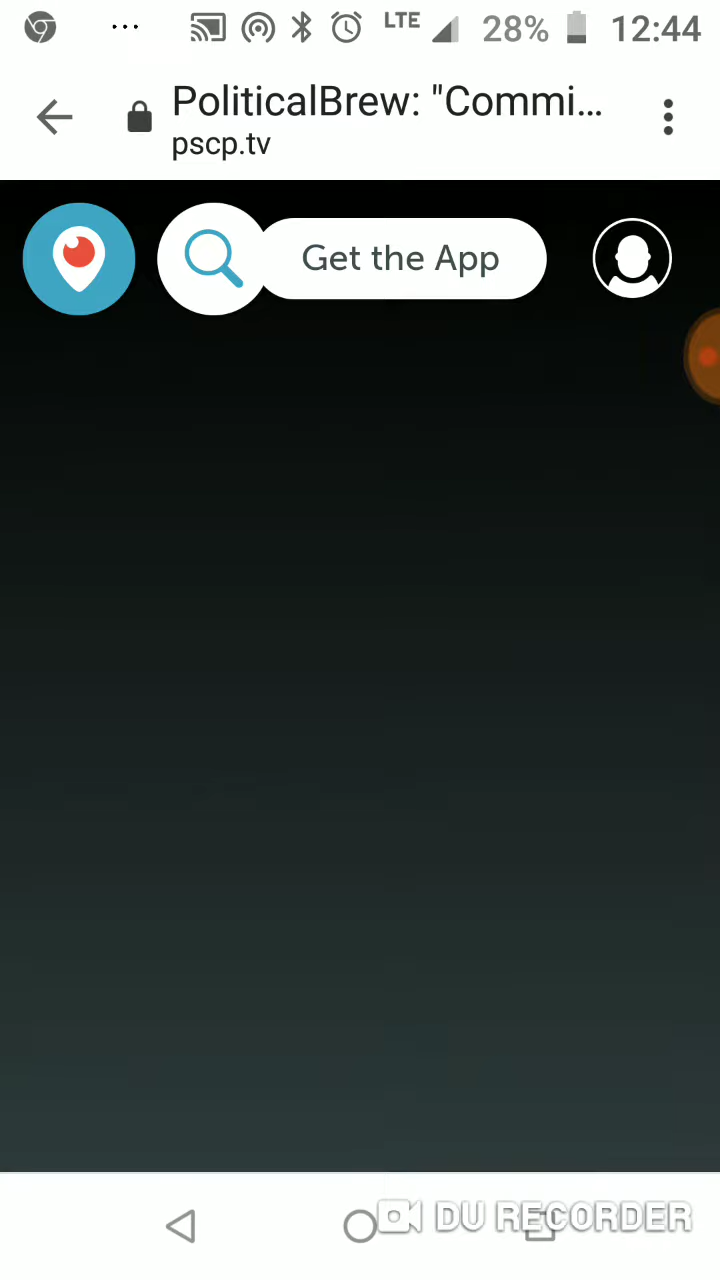 LTE 28% 12:44
PoliticalBrew: "Commi...
pscp.tv
Get the App
DU RECORDER